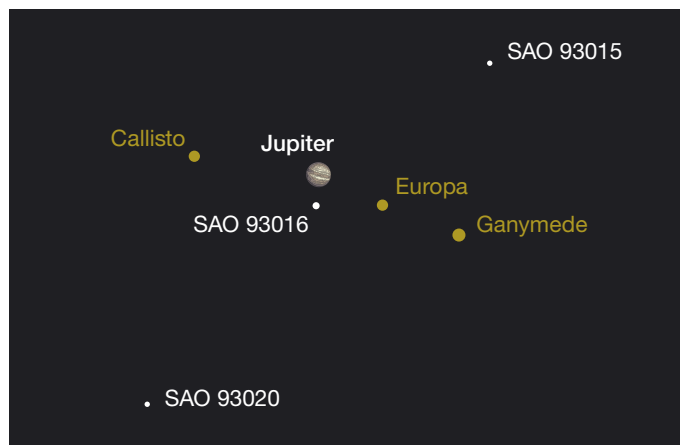 SAO 93015
Callisto
Jupiter
Europa
SAO 93016
Ganymede
SAO 93020